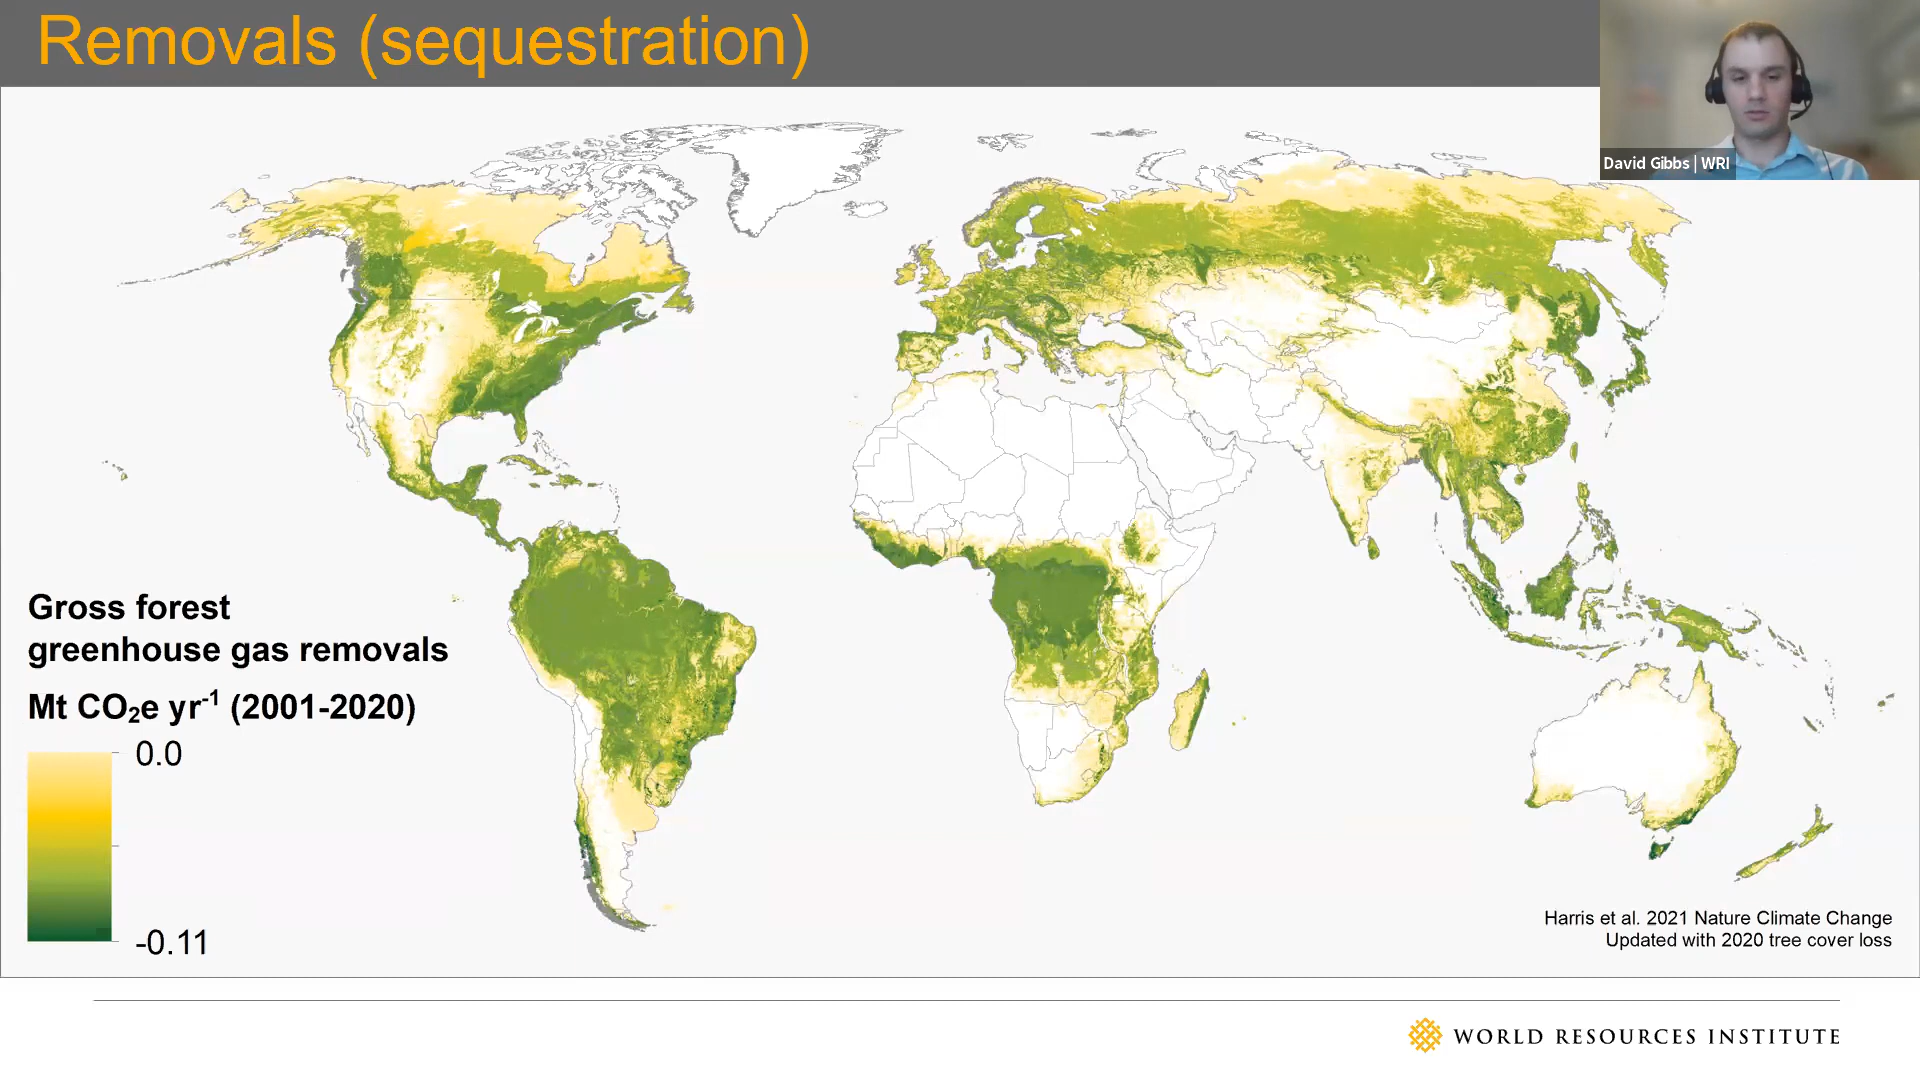 Removals (sequestration)
David Gibbs | WRI
Gross forest
greenhouse gas removals
Mt CO₂e yr⁻¹ (2001-2020)
0.0
-0.11
Harris et al. 2021 Nature Climate Change
Updated with 2020 tree cover loss
WORLD RESOURCES INSTITUTE